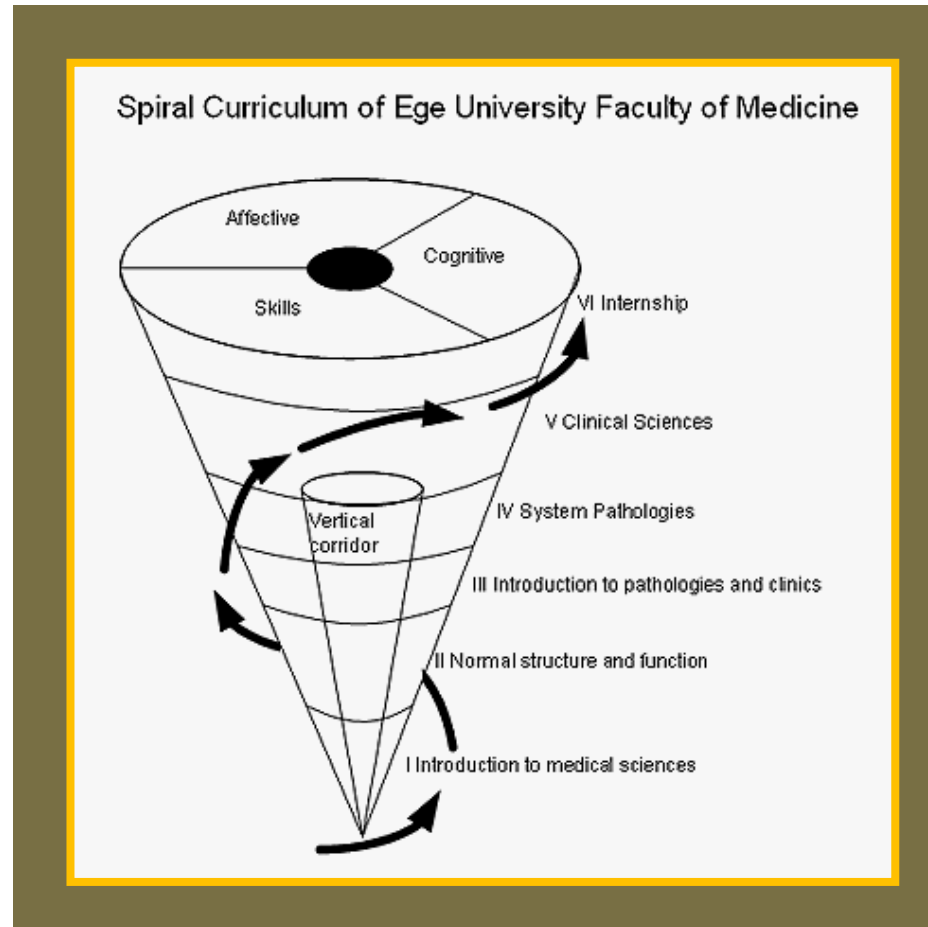 Spiral Curriculum of Ege University Faculty of Medicine
Affective
Cognitive
Skills
VI Internship
V Clinical Sciences
IV System Pathologies
Vertical
corridor
III Introduction to pathologies and clinics
II Normal structure and function
I Introduction to medical sciences